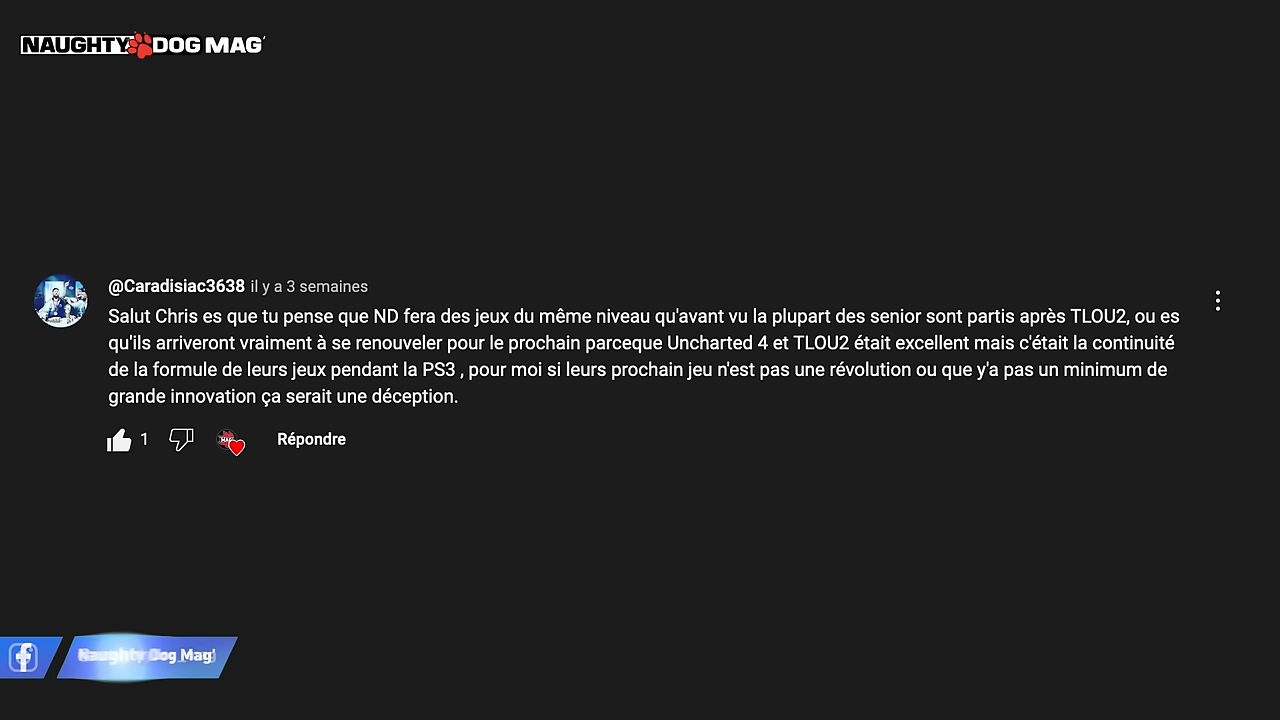 NAUGHTY DOG MAG'
@Caradisiac3638 il y a 3 semaines
Salut Chris es que tu pense que ND fera des jeux du même niveau qu'avant vu la plupart des senior sont partis après TLOU2, ou es
qu'ils arriveront vraiment à se renouveler pour le prochain parceque Uncharted 4 et TLOU2 était excellent mais c'était la continuité
de la formule de leurs jeux pendant la PS3 , pour moi si leurs prochain jeu n'est pas une révolution ou que y'a pas un minimum de
grande innovation ça serait une déception.
1 Répondre
Naughty Dog Mag'